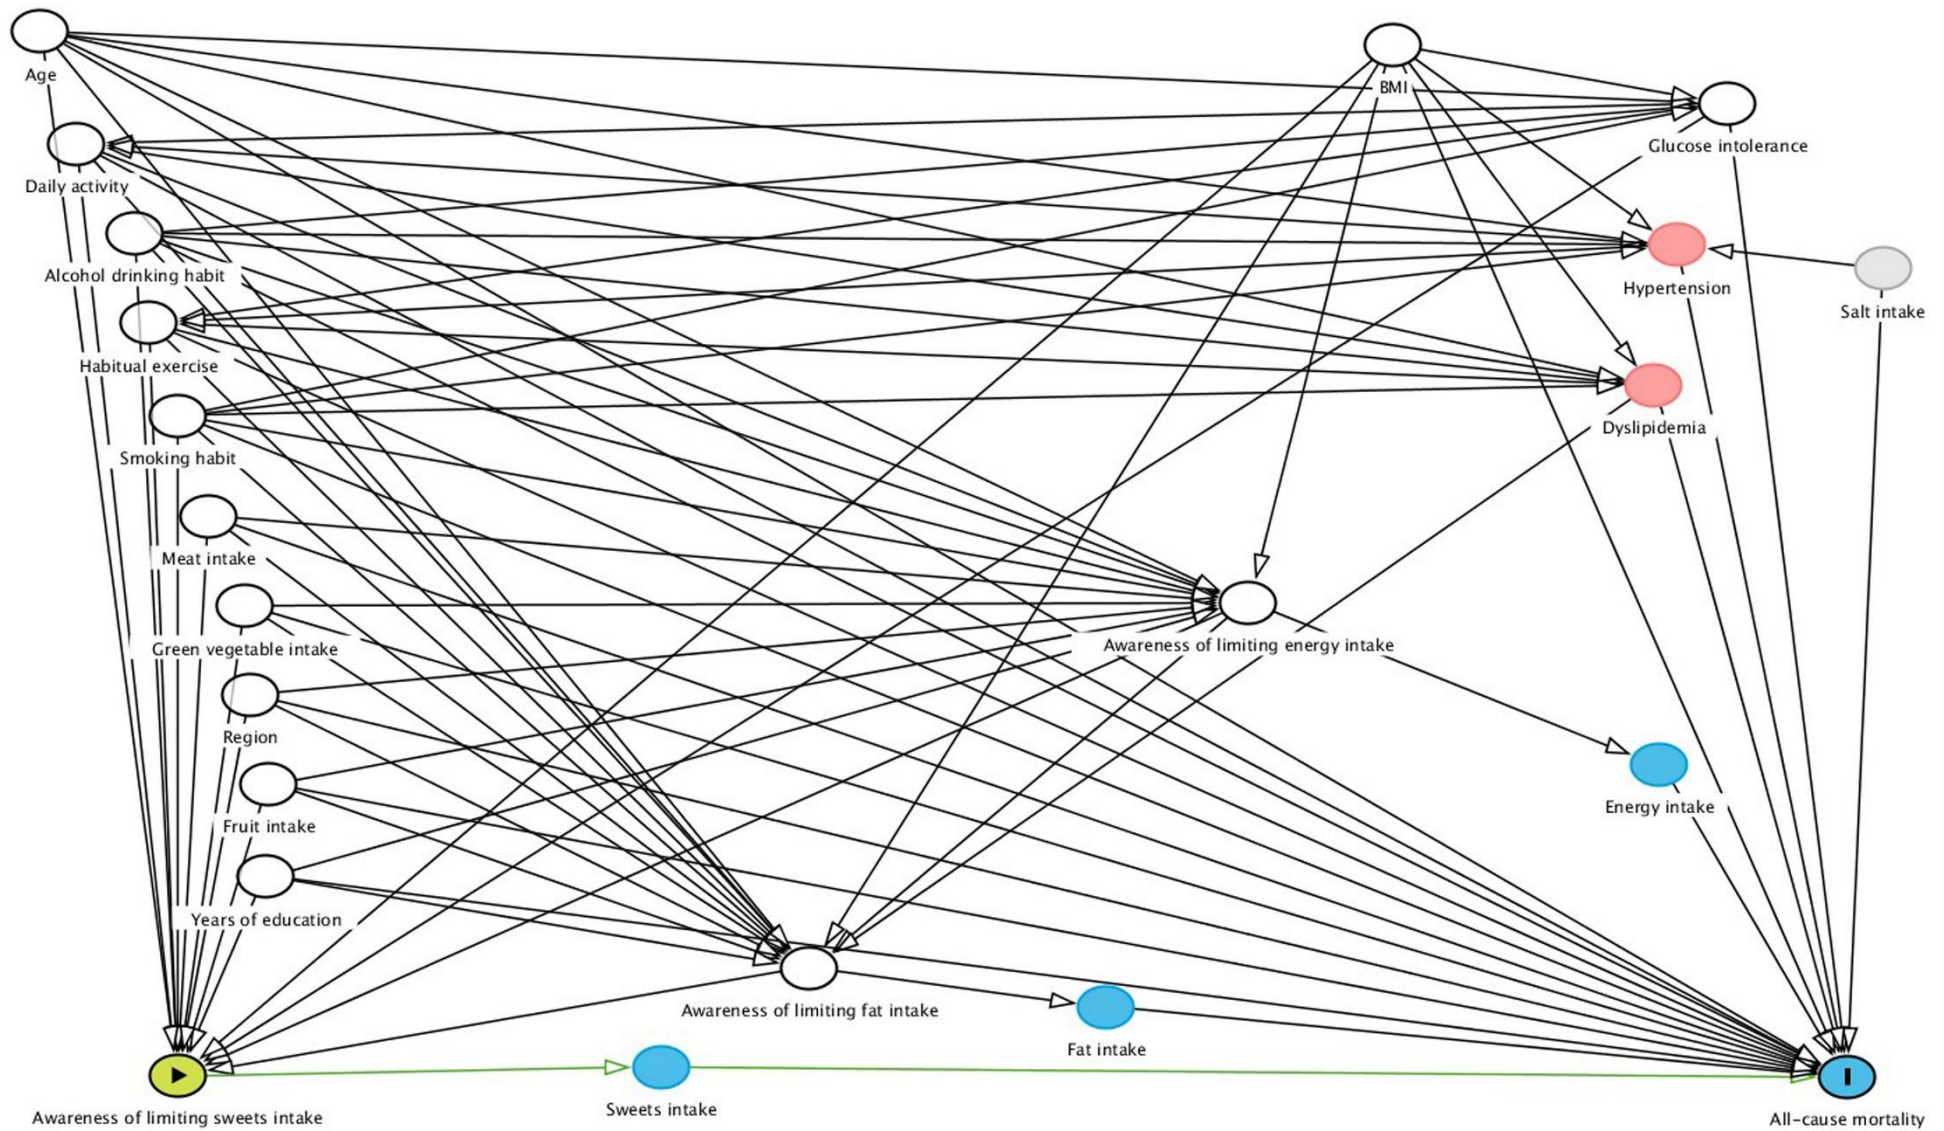 Age
BMI
Glucose intolerance
Daily activity
Alcohol drinking habit
Hypertension
Salt intake
Habitual exercise
Dyslipidemia
Smoking habit
Meat intake
Green vegetable intake
Awareness of limiting energy intake
Region
Energy intake
Fruit intake
Years of education
Awareness of limiting fat intake
Fat intake
Sweets intake
Awareness of limiting sweets intake
All-cause mortality